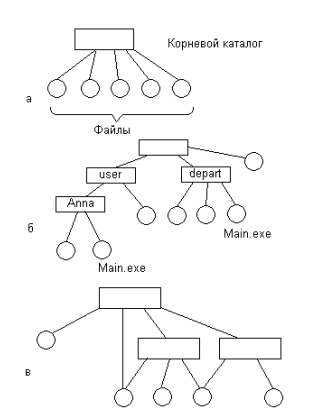 Корневой каталог
а
Файлы
user
depart
Anna
б
Main.exe
Main.exe
в